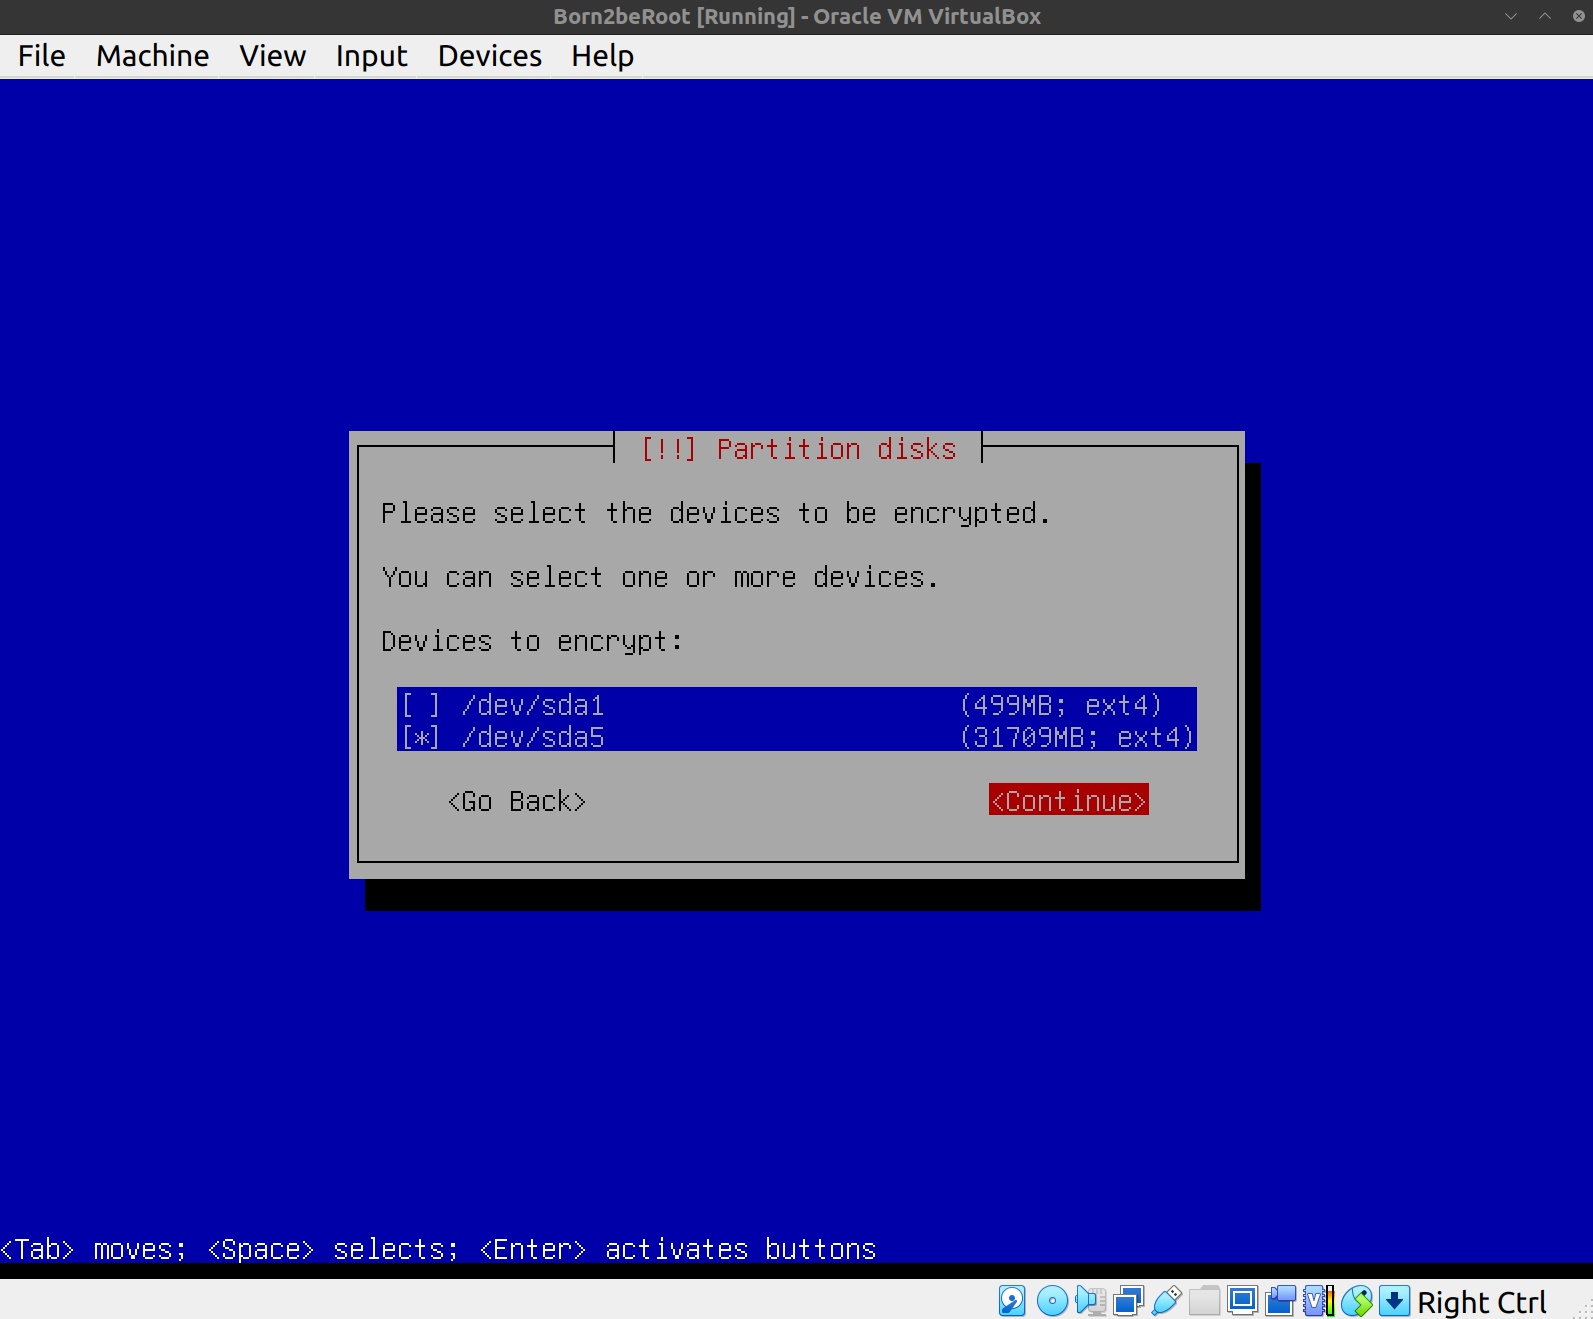 Born2beRoot [Running] - Oracle VM VirtualBox
File Machine View Input Devices Help
[!!] Partition disks
Please select the devices to be encrypted.
You can select one or more devices.
Devices to encrypt:
[ ] /dev/sda1 (499MB; ext4)
[*] /dev/sda5 (31709MB; ext4)
<Go Back> <Continue>
<Tab> moves; <Space> selects; <Enter> activates buttons
Right Ctrl